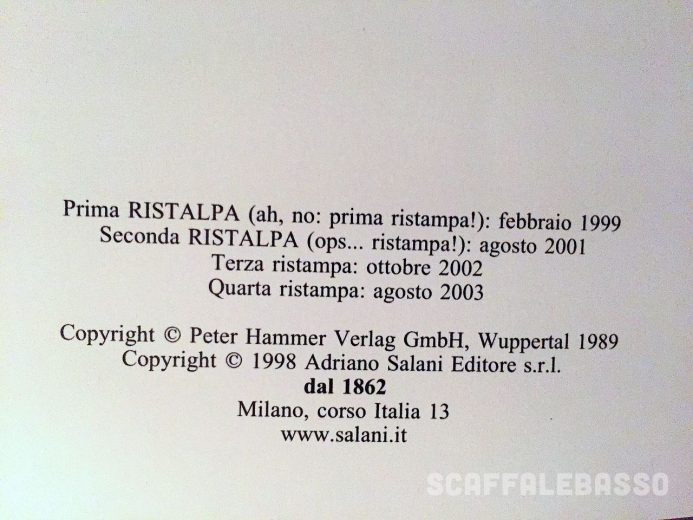 Prima RISTALPA (ah, no: prima ristampa!): febbraio 1999
Seconda RISTALPA (ops... ristampa!): agosto 2001
Terza ristampa: ottobre 2002
Quarta ristampa: agosto 2003
Copyright © Peter Hammer Verlag GmbH, Wuppertal 1989
Copyright © 1998 Adriano Salani Editore s.r.l.
dal 1862
Milano, corso Italia 13
www.salani.it
SCAFFALEBASSO